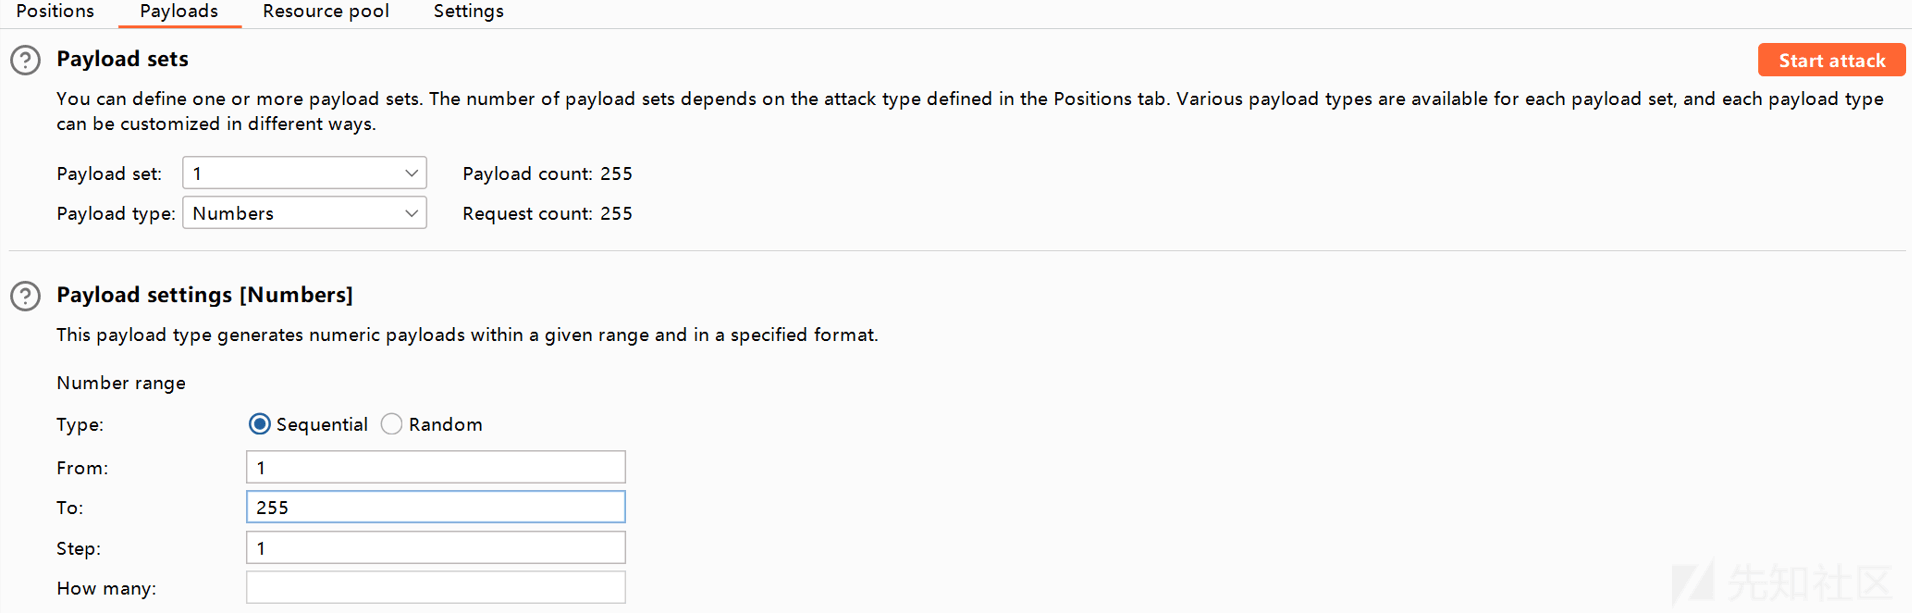 Positions Payloads Resource pool Settings
Payload sets
Start attack
You can define one or more payload sets. The number of payload sets depends on the attack type defined in the Positions tab. Various payload types are available for each payload set, and each payload type
can be customized in different ways.
Payload set: 1 Payload count: 255
Payload type: Numbers Request count: 255
Payload settings [Numbers]
This payload type generates numeric payloads within a given range and in a specified format.
Number range
Type: Sequential Random
From: 1
To: 255
Step: 1
How many:
先知社区